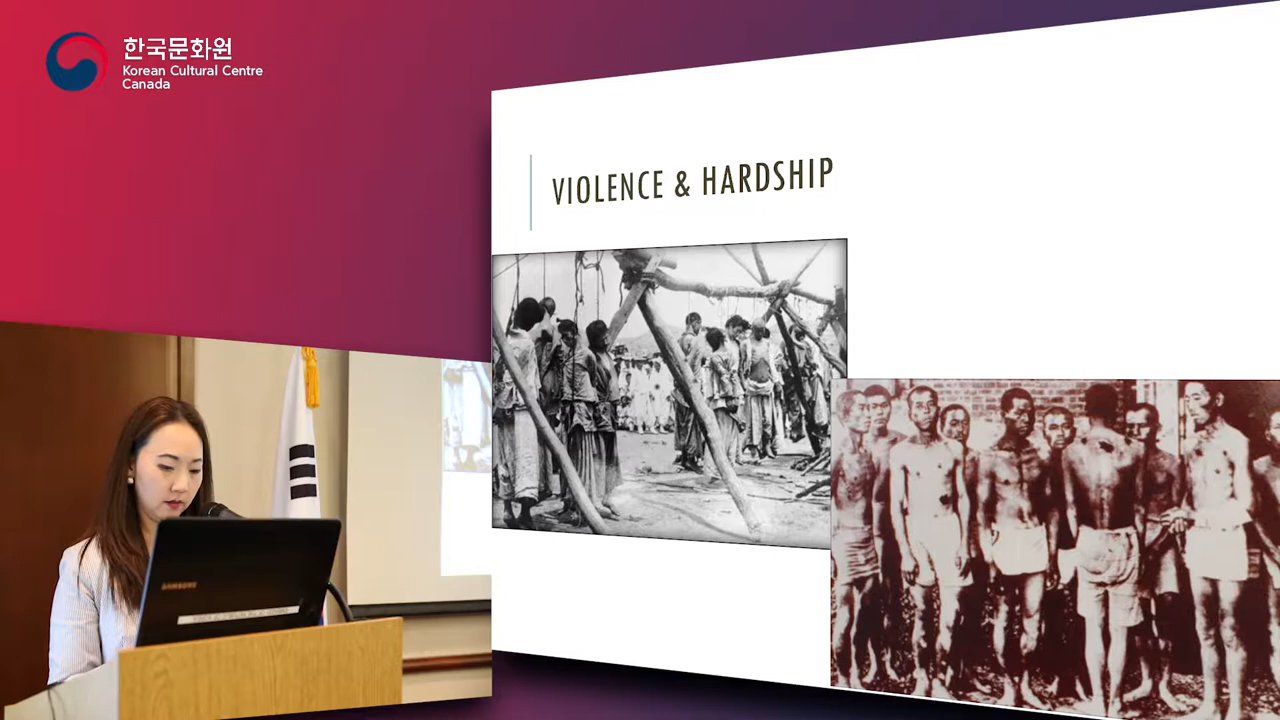 한국문화원
Korean Cultural Centre
Canada
VIOLENCE & HARDSHIP
SAMSUNG